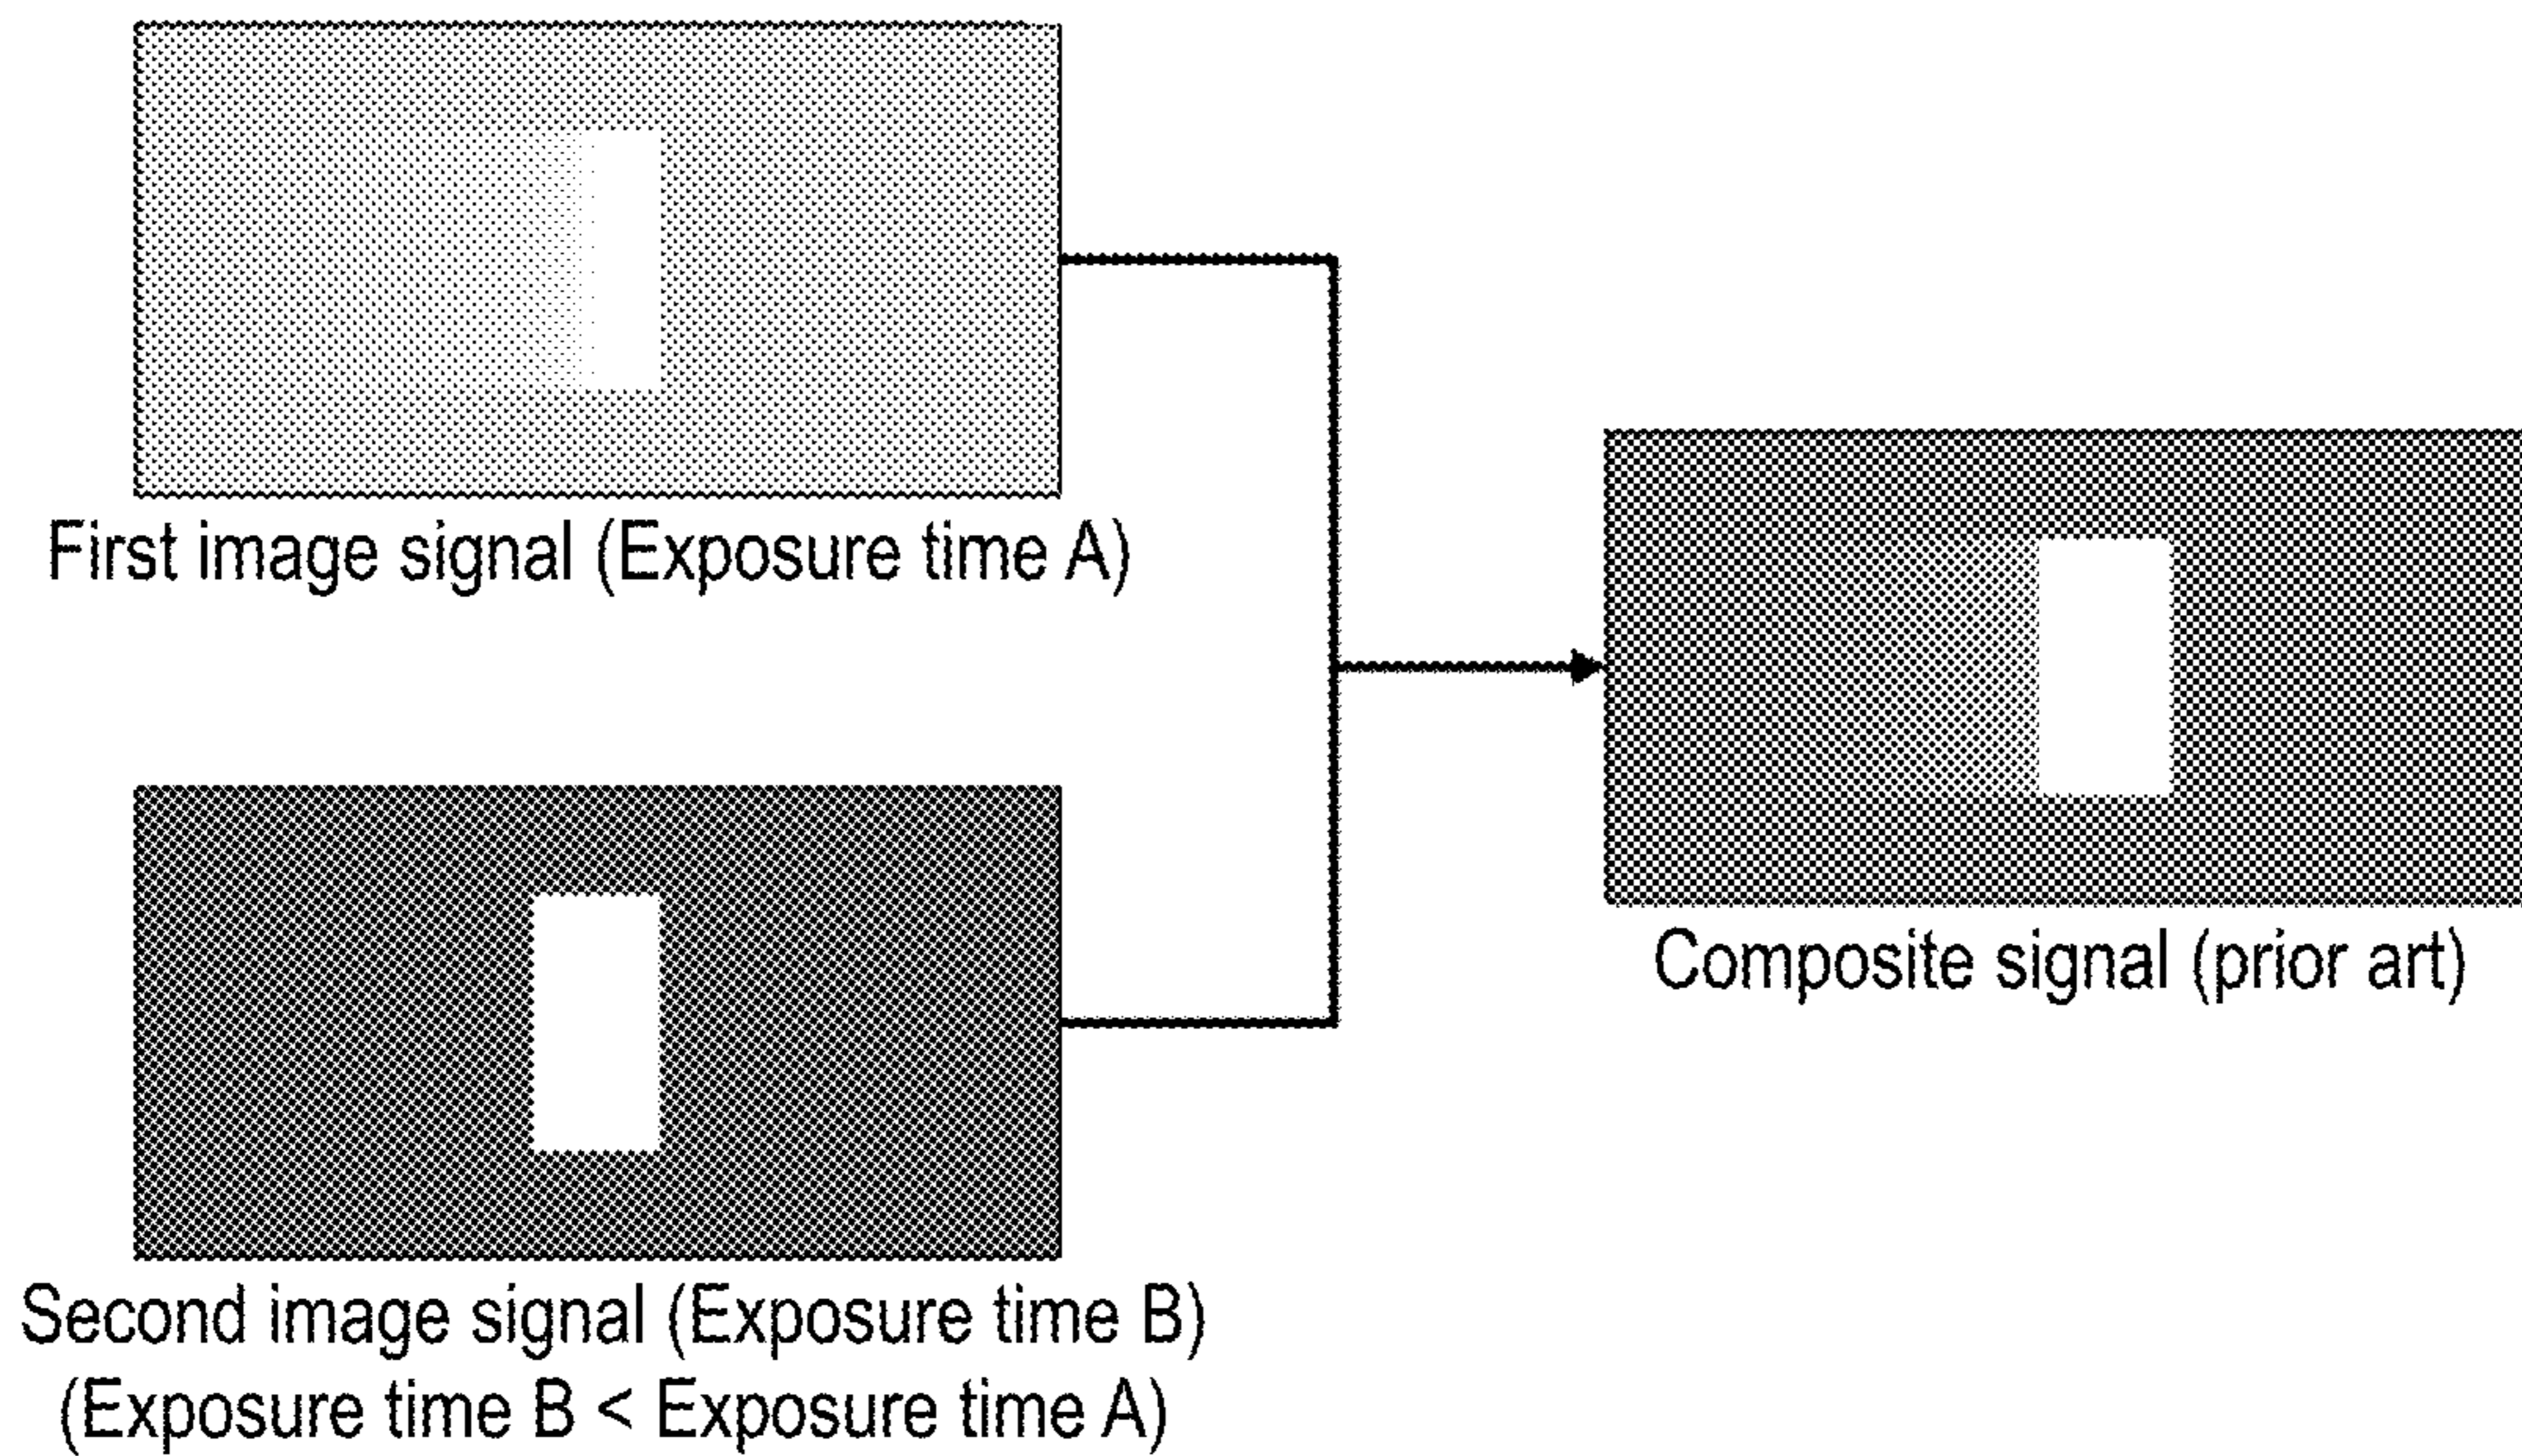 First image signal (Exposure time A)
Composite signal (prior art)
Second image signal (Exposure time B)
(Exposure time B < Exposure time A)